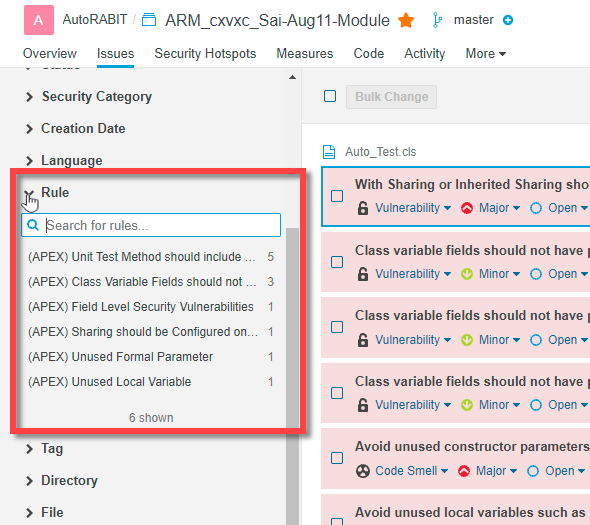 A AutoRABIT / ARM_cxvxc_Sai-Aug11-Module master
Overview Issues Security Hotspots Measures Code Activity More
Status
Security Category
Creation Date
Language
Rule
Search for rules...
(APEX) Unit Test Method should include ... 5
(APEX) Class Variable Fields should not ... 3
(APEX) Field Level Security Vulnerabilities 1
(APEX) Sharing should be Configured on... 1
(APEX) Unused Formal Parameter 1
(APEX) Unused Local Variable 1
6 shown
Tag
Directory
File
Bulk Change
Auto_Test.cls
With Sharing or Inherited Sharing sho
Vulnerability Major Open
Class variable fields should not have p
Vulnerability Minor Open
Class variable fields should not have p
Vulnerability Minor Open
Class variable fields should not have p
Vulnerability Minor Open
Avoid unused constructor parameters
Code Smell Major Open
Avoid unused local variables such as